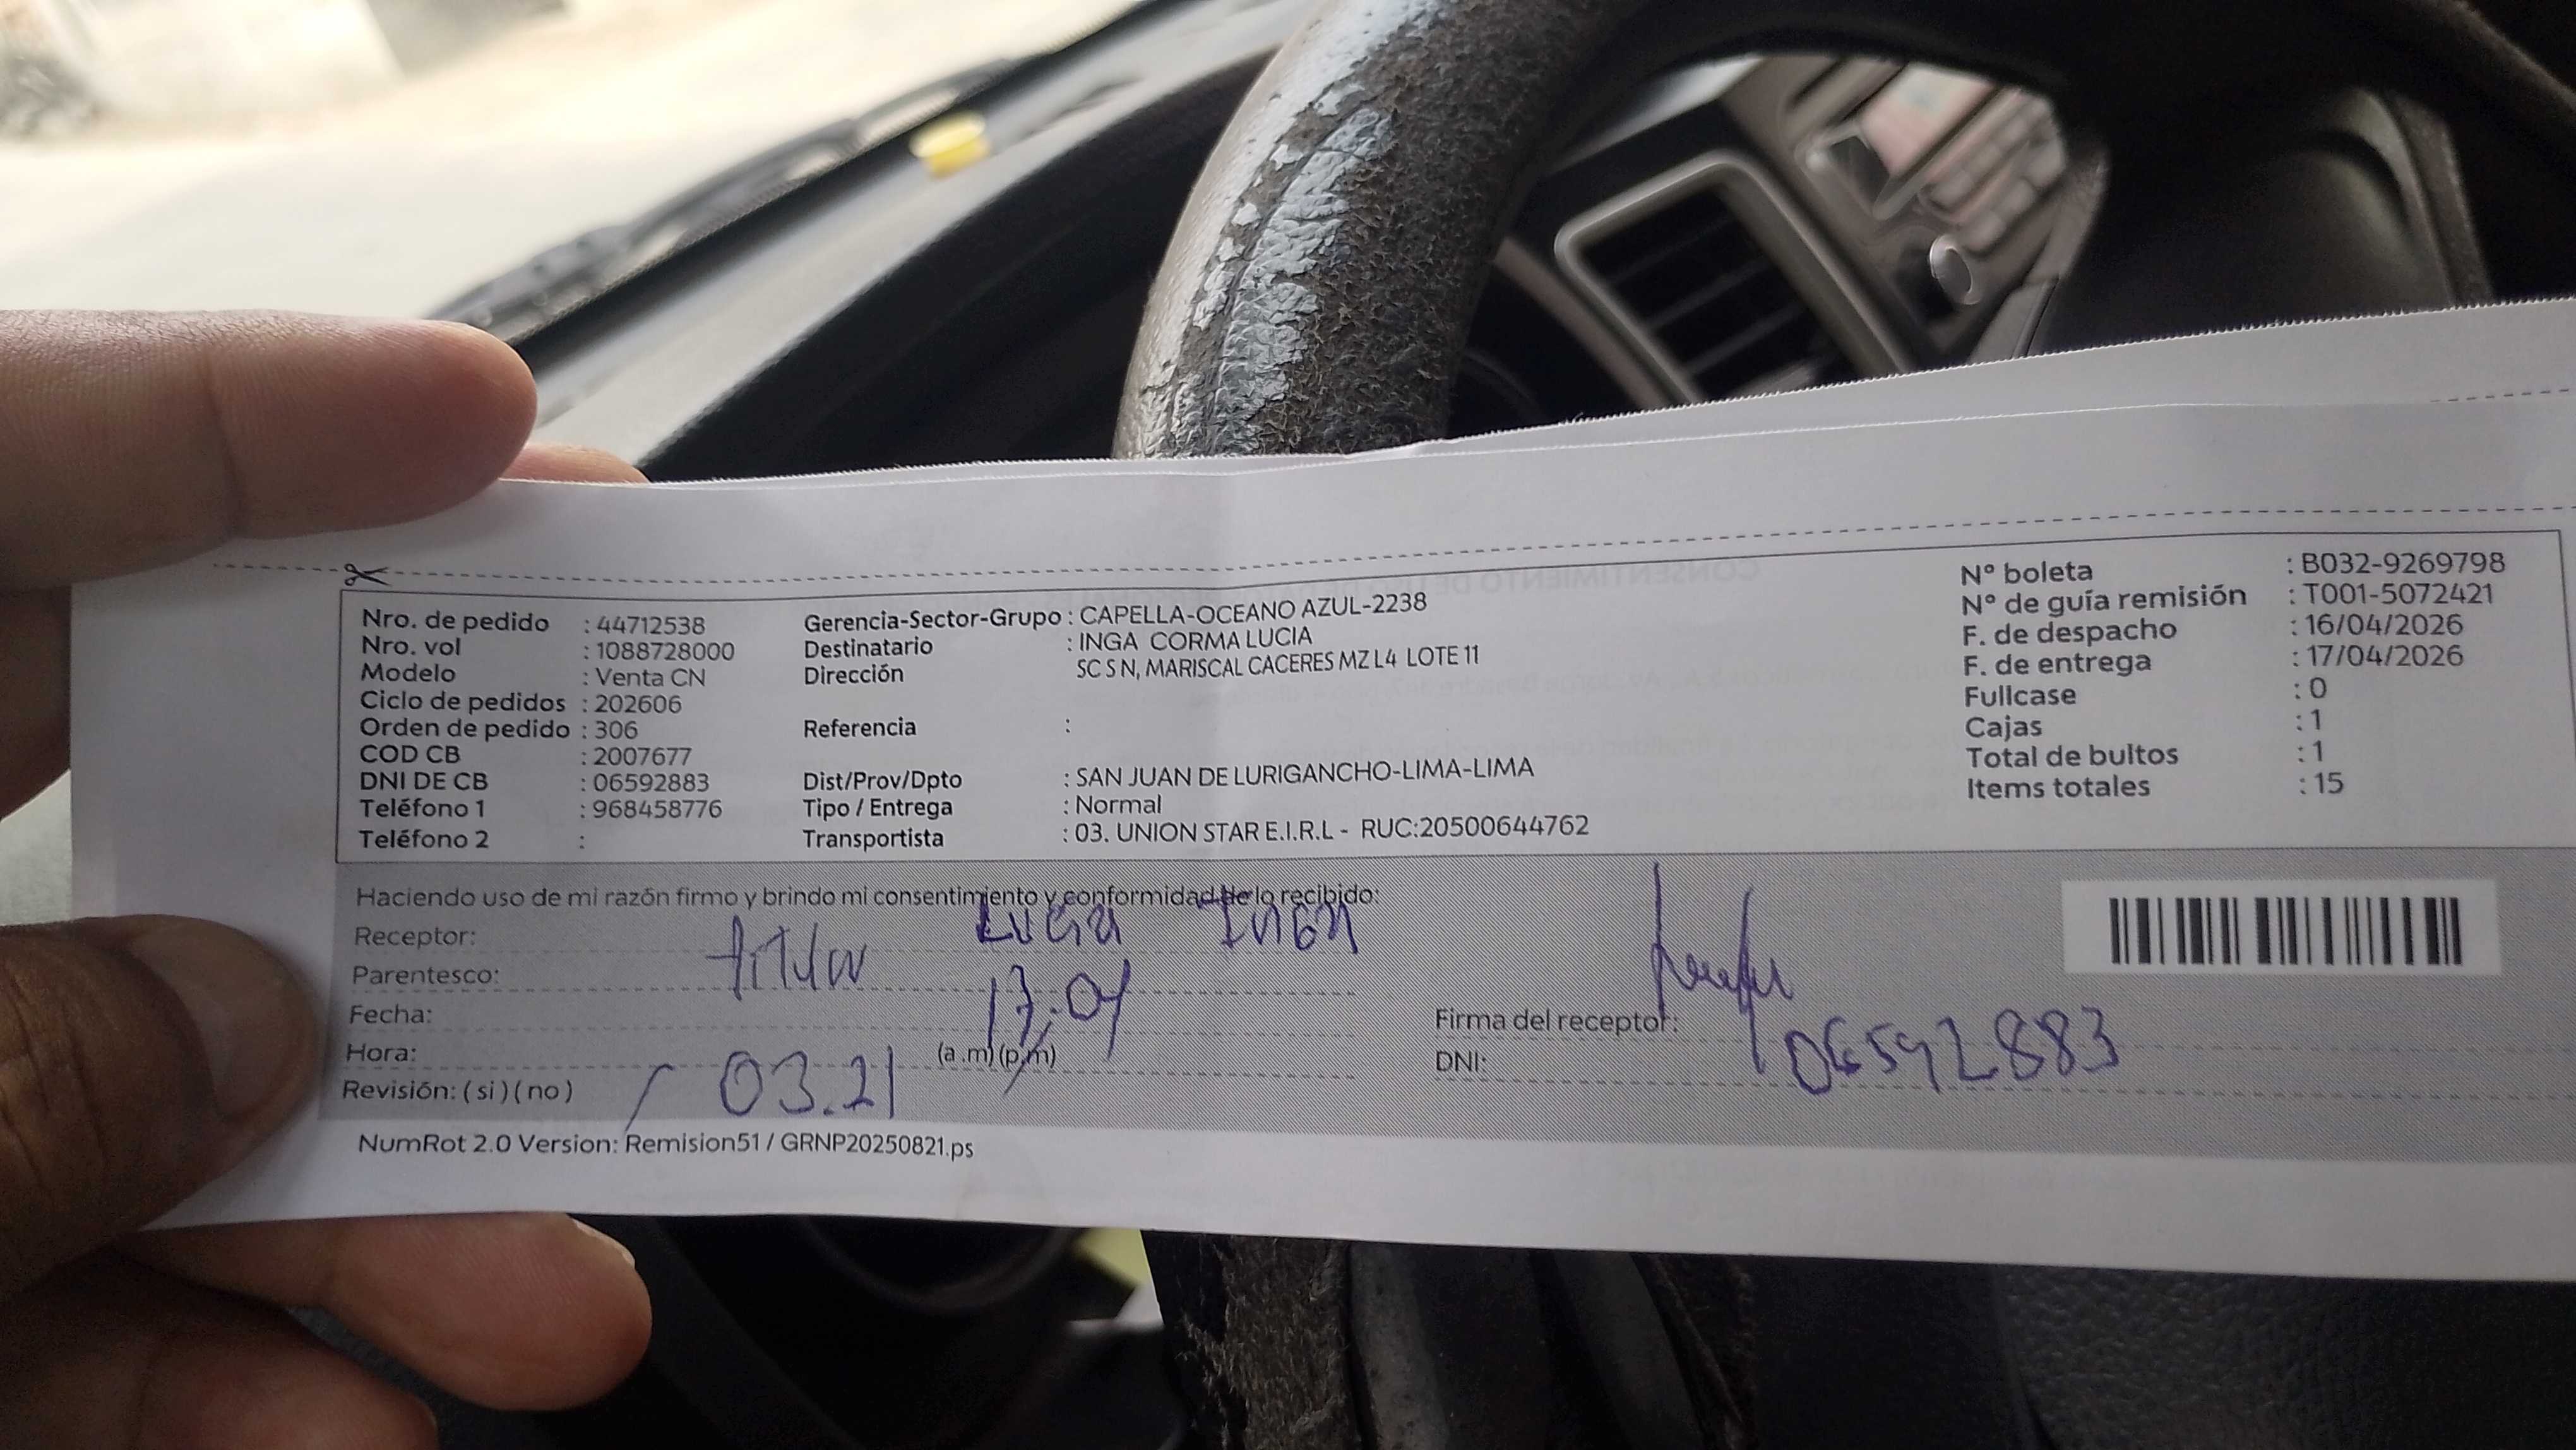 Nro. de pedido : 44712538
Nro. vol : 1088728000
Modelo : Venta CN
Ciclo de pedidos : 202606
Orden de pedido : 306
COD CB : 2007677
DNI DE CB : 06592883
Teléfono 1 : 968458776
Teléfono 2 :
Gerencia-Sector-Grupo : CAPELLA-OCEANO AZUL-2238
Destinatario : INGA CORMA LUCIA
Dirección SC S N, MARISCAL CACERES MZ L4 LOTE 11
Referencia :
Dist/Prov/Dpto : SAN JUAN DE LURIGANCHO-LIMA-LIMA
Tipo / Entrega : Normal
Transportista : 03. UNION STAR E.I.R.L - RUC:20500644762
Nº boleta : B032-9269798
Nº de guía remisión : T001-5072421
F. de despacho : 16/04/2026
F. de entrega : 17/04/2026
Fullcase : 0
Cajas : 1
Total de bultos : 1
Items totales : 15
Haciendo uso de mi razón firmo y brindo mi consentimiento y conformidad de lo recibido:
Receptor: Lucia Inga
Parentesco: titular
Fecha: 17.04
Hora: 03.21 (a.m)(p.m)
Revisión: ( si ) ( no )
Firma del receptor:
DNI: 06592883
NumRot 2.0 Version: Remision51 / GRNP20250821.ps